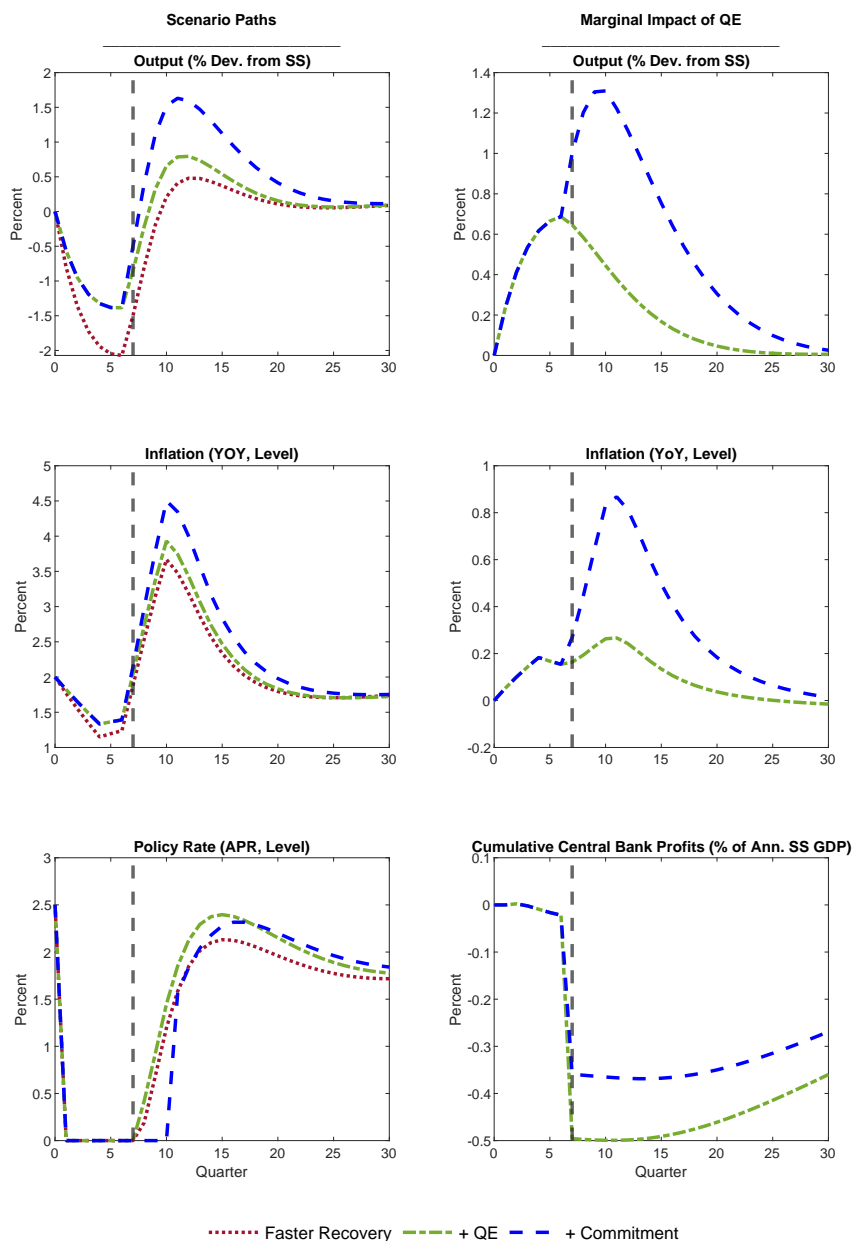 Scenario Paths
Marginal Impact of QE
Output (% Dev. from SS)
Percent
2
1.5
1
0.5
0
-0.5
-1
-1.5
-2
0 5 10 15 20 25 30
Output (% Dev. from SS)
Percent
1.4
1.2
1
0.8
0.6
0.4
0.2
0
0 5 10 15 20 25 30
Inflation (YOY, Level)
Percent
5
4.5
4
3.5
3
2.5
2
1.5
1
0 5 10 15 20 25 30
Inflation (YoY, Level)
Percent
1
0.8
0.6
0.4
0.2
0
-0.2
0 5 10 15 20 25 30
Policy Rate (APR, Level)
Percent
3
2.5
2
1.5
1
0.5
0
0 5 10 15 20 25 30
Quarter
Cumulative Central Bank Profits (% of Ann. SS GDP)
Percent
0.1
0
-0.1
-0.2
-0.3
-0.4
-0.5
0 5 10 15 20 25 30
Quarter
Faster Recovery + QE + Commitment